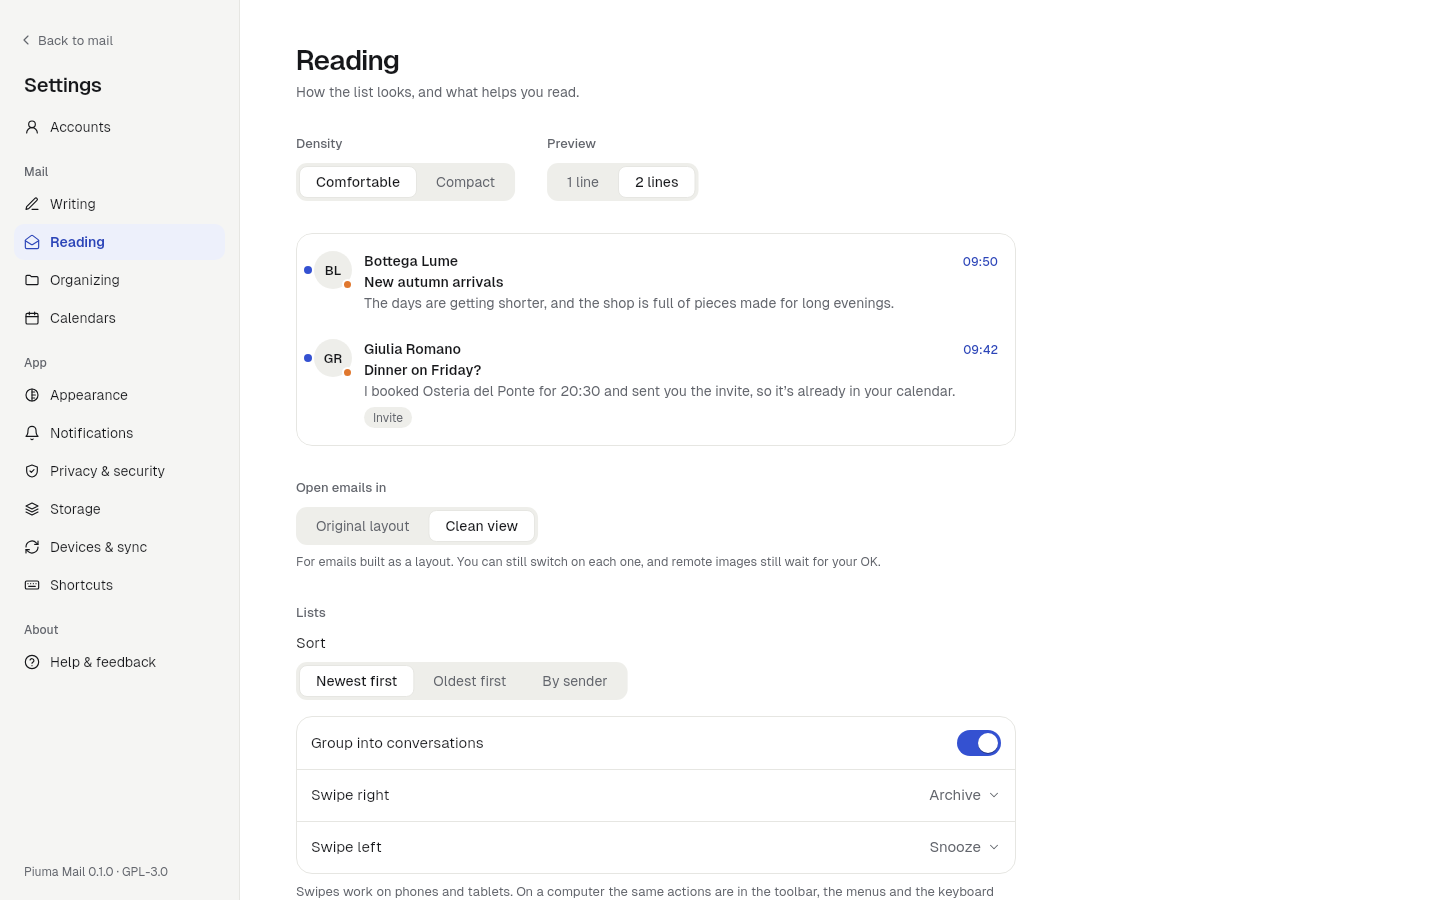 Back to mail
Settings
Accounts
Mail
Writing
Reading
Organizing
Calendars
App
Appearance
Notifications
Privacy & security
Storage
Devices & sync
Shortcuts
About
Help & feedback
Piuma Mail 0.1.0 · GPL-3.0
Reading
How the list looks, and what helps you read.
Density
Comfortable Compact
Preview
1 line 2 lines
BL Bottega Lume 09:50
New autumn arrivals
The days are getting shorter, and the shop is full of pieces made for long evenings.
GR Giulia Romano 09:42
Dinner on Friday?
I booked Osteria del Ponte for 20:30 and sent you the invite, so it’s already in your calendar.
Invite
Open emails in
Original layout Clean view
For emails built as a layout. You can still switch on each one, and remote images still wait for your OK.
Lists
Sort
Newest first Oldest first By sender
Group into conversations
Swipe right Archive
Swipe left Snooze
Swipes work on phones and tablets. On a computer the same actions are in the toolbar, the menus and the keyboard